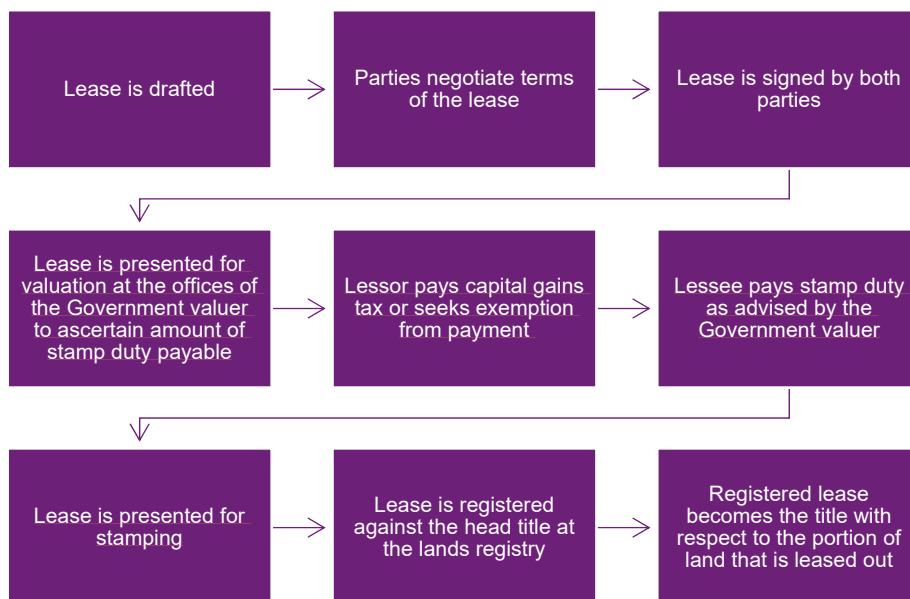 Lease is drafted
Parties negotiate terms
of the lease
Lease is signed by both
parties
Lease is presented for
valuation at the offices of
the Government valuer
to ascertain amount of
stamp duty payable
Lessor pays capital gains
tax or seeks exemption
from payment
Lessee pays stamp duty
as advised by the
Government valuer
Lease is presented for
stamping
Lease is registered
against the head title at
the lands registry
Registered lease
becomes the title with
respect to the portion of
land that is leased out